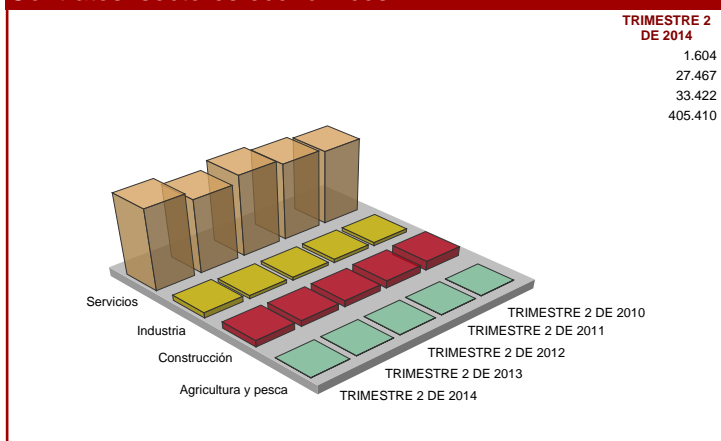 TRIMESTRE 2
DE 2014
1.604
27.467
33.422
405.410
Servicios
Industria
Construcción
Agricultura y pesca
TRIMESTRE 2 DE 2010
TRIMESTRE 2 DE 2011
TRIMESTRE 2 DE 2012
TRIMESTRE 2 DE 2013
TRIMESTRE 2 DE 2014